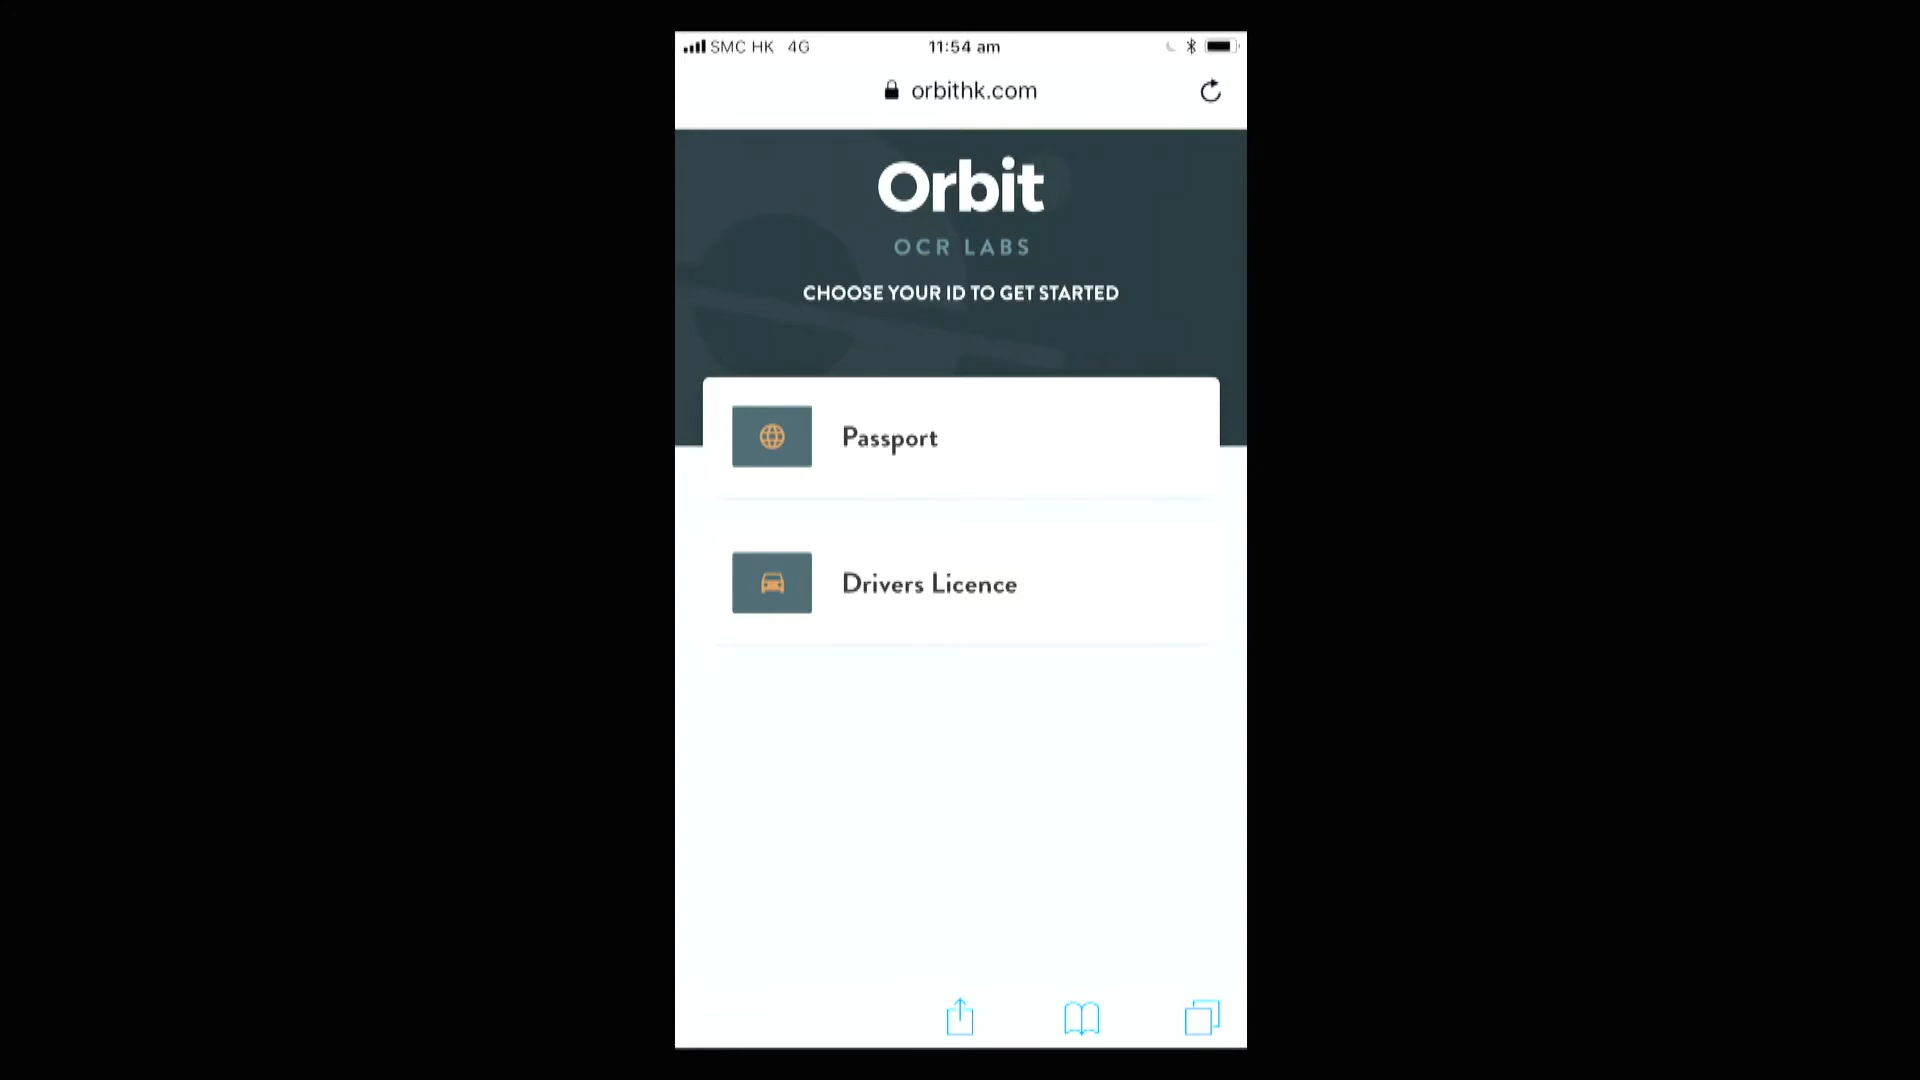 SMC HK 4G 11:54 am
orbithk.com
Orbit
OCR LABS
CHOOSE YOUR ID TO GET STARTED
Passport
Drivers Licence